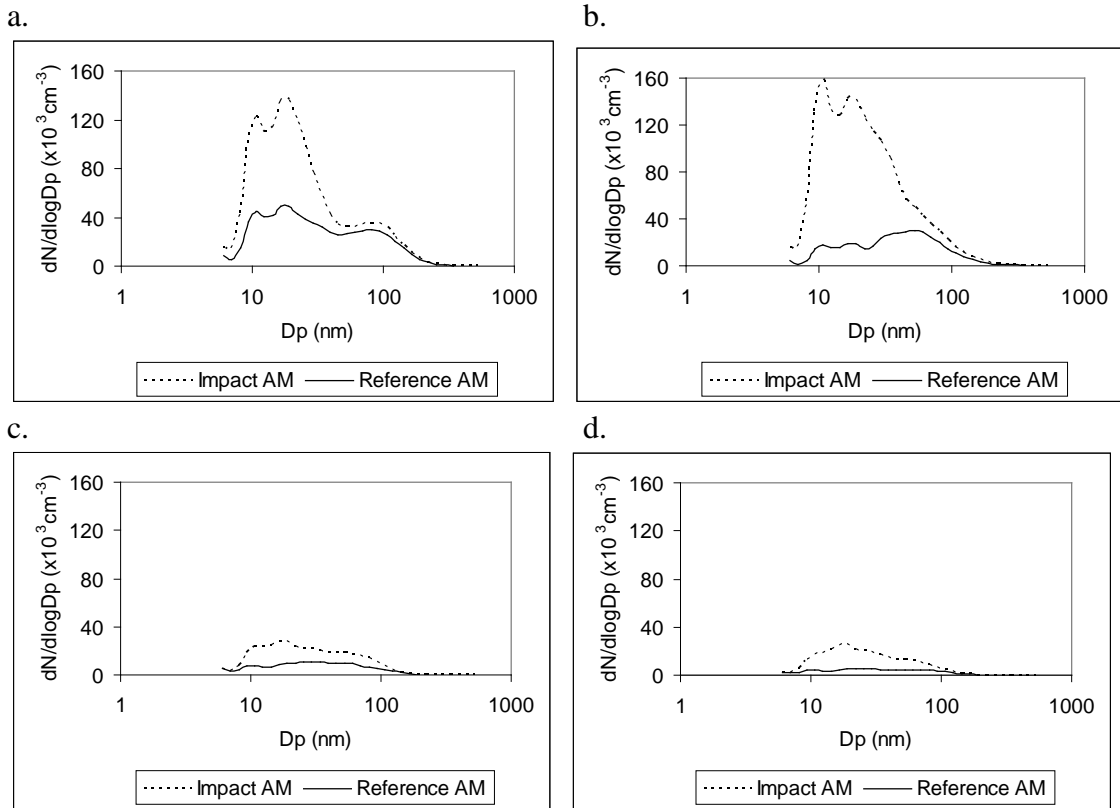 a.
dN/dlogDp (x10³cm⁻³)
160
120
80
40
0
1 10 100 1000
Dp (nm)
Impact AM Reference AM
b.
dN/dlogDp (x10³cm⁻³)
160
120
80
40
0
1 10 100 1000
Dp (nm)
Impact AM Reference AM
c.
dN/dlogDp (x10³cm⁻³)
160
120
80
40
0
1 10 100 1000
Dp (nm)
Impact AM Reference AM
d.
dN/dlogDp (x10³cm⁻³)
160
120
80
40
0
1 10 100 1000
Dp (nm)
Impact AM Reference AM